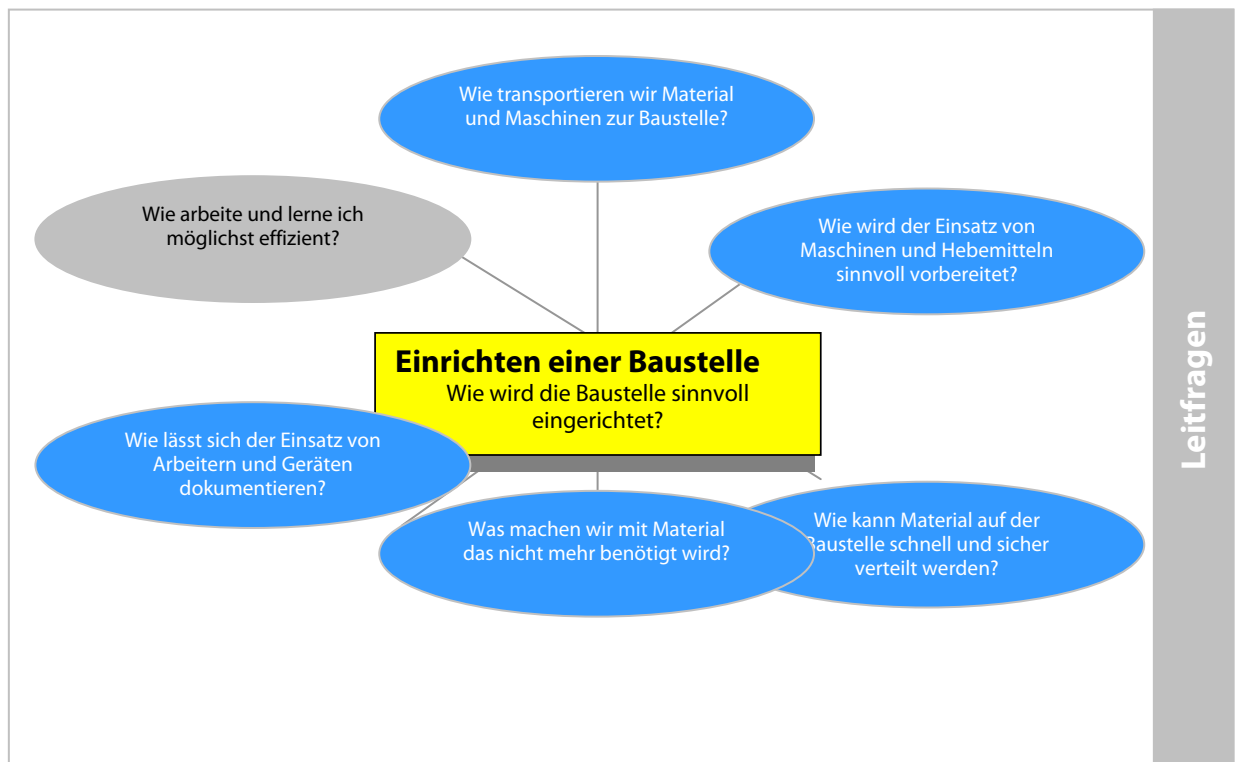 Wie transportieren wir Material
und Maschinen zur Baustelle?
Wie arbeite und lerne ich
möglichst effizient?
Wie wird der Einsatz von
Maschinen und Hebemitteln
sinnvoll vorbereitet?
Einrichten einer Baustelle
Wie wird die Baustelle sinnvoll
eingerichtet?
Wie lässt sich der Einsatz von
Arbeitern und Geräten
dokumentieren?
Was machen wir mit Material
das nicht mehr benötigt wird?
Wie kann Material auf der
Baustelle schnell und sicher
verteilt werden?
Leitfragen